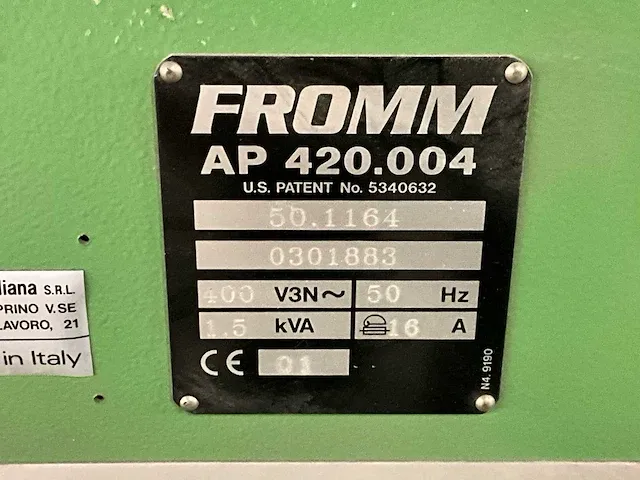 FROMM
AP 420.004
U.S. PATENT No. 5340632
50.1164
0301883
400 V3N~ 50 Hz
1.5 kVA 16 A
CE 01
N4. 9190
liana S.R.L.
PRINO V.SE
LAVORO, 21
in Italy